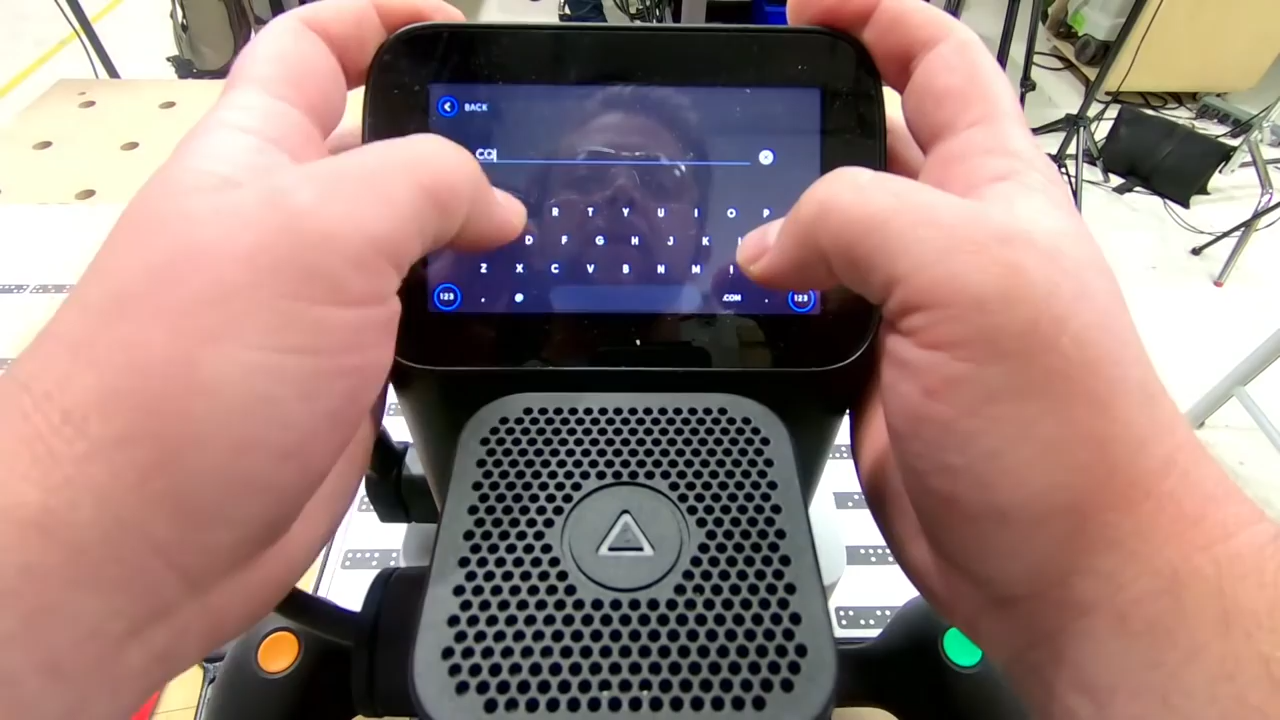 BACK
CO
R T Y U I O P
D F G H J K
Z X C V B N M !
123 , @ .COM . 123